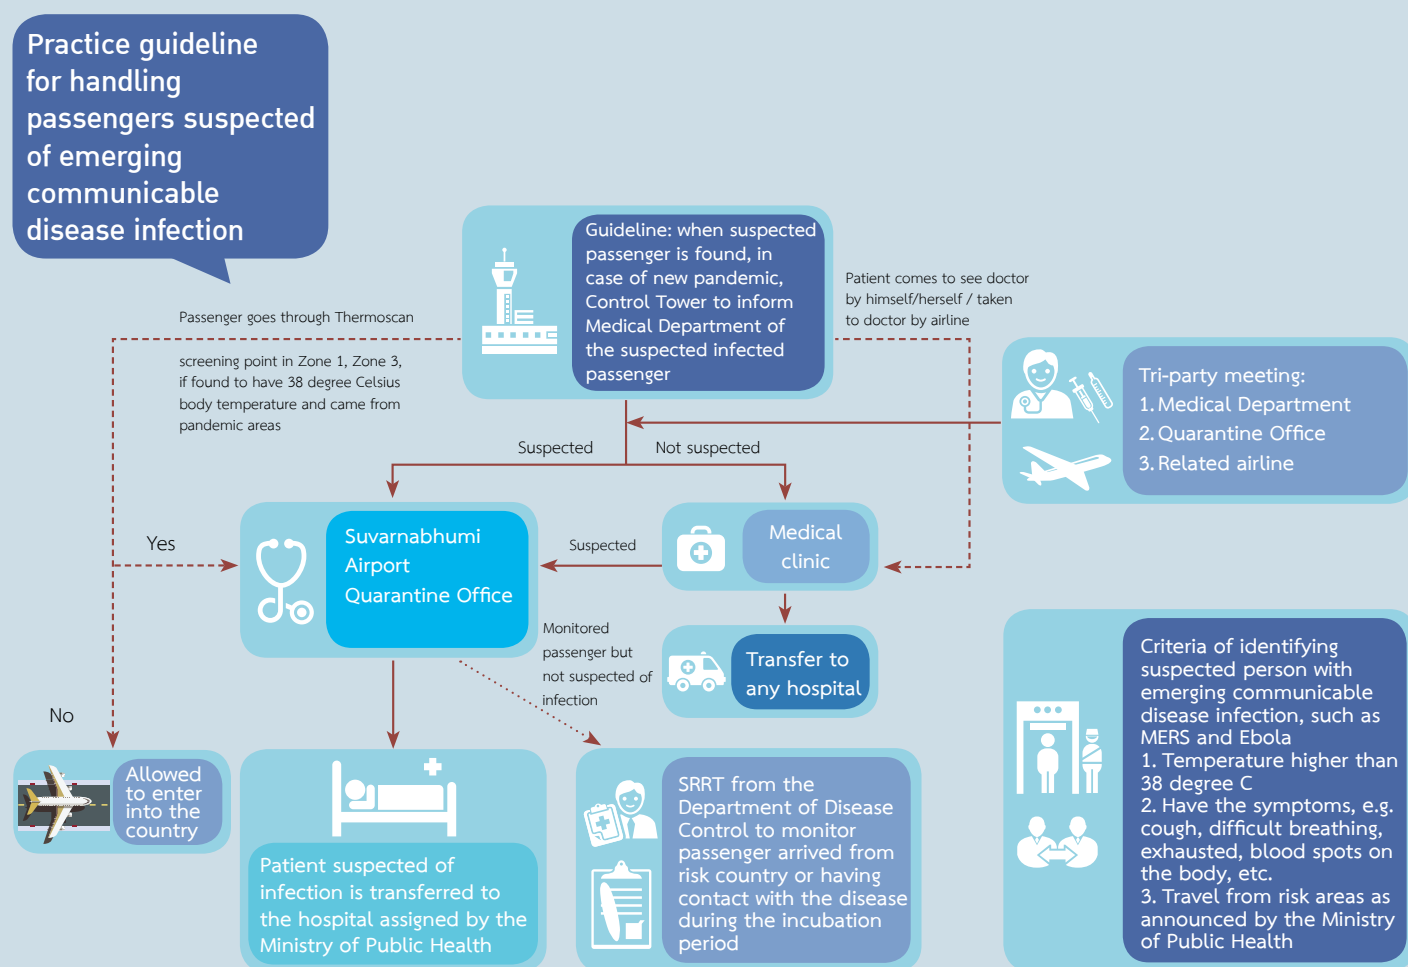 Practice guideline
for handling
passengers suspected
of emerging
communicable
disease infection
Guideline: when suspected
passenger is found, in
case of new pandemic,
Control Tower to inform
Medical Department of
the suspected infected
passenger
Passenger goes through Thermoscan
screening point in Zone 1, Zone 3,
if found to have 38 degree Celsius
body temperature and came from
pandemic areas
Patient comes to see doctor
by himself/herself / taken
to doctor by airline
Tri-party meeting:
1. Medical Department
2. Quarantine Office
3. Related airline
Suspected
Not suspected
Yes
Suvarnabhumi
Airport
Quarantine Office
Suspected
Medical
clinic
Monitored
passenger but
not suspected of
infection
Transfer to
any hospital
No
Allowed
to enter
into the
country
Patient suspected of
infection is transferred to
the hospital assigned by the
Ministry of Public Health
SRRT from the
Department of Disease
Control to monitor
passenger arrived from
risk country or having
contact with the disease
during the incubation
period
Criteria of identifying
suspected person with
emerging communicable
disease infection, such as
MERS and Ebola
1. Temperature higher than
38 degree C
2. Have the symptoms, e.g.
cough, difficult breathing,
exhausted, blood spots on
the body, etc.
3. Travel from risk areas as
announced by the Ministry
of Public Health